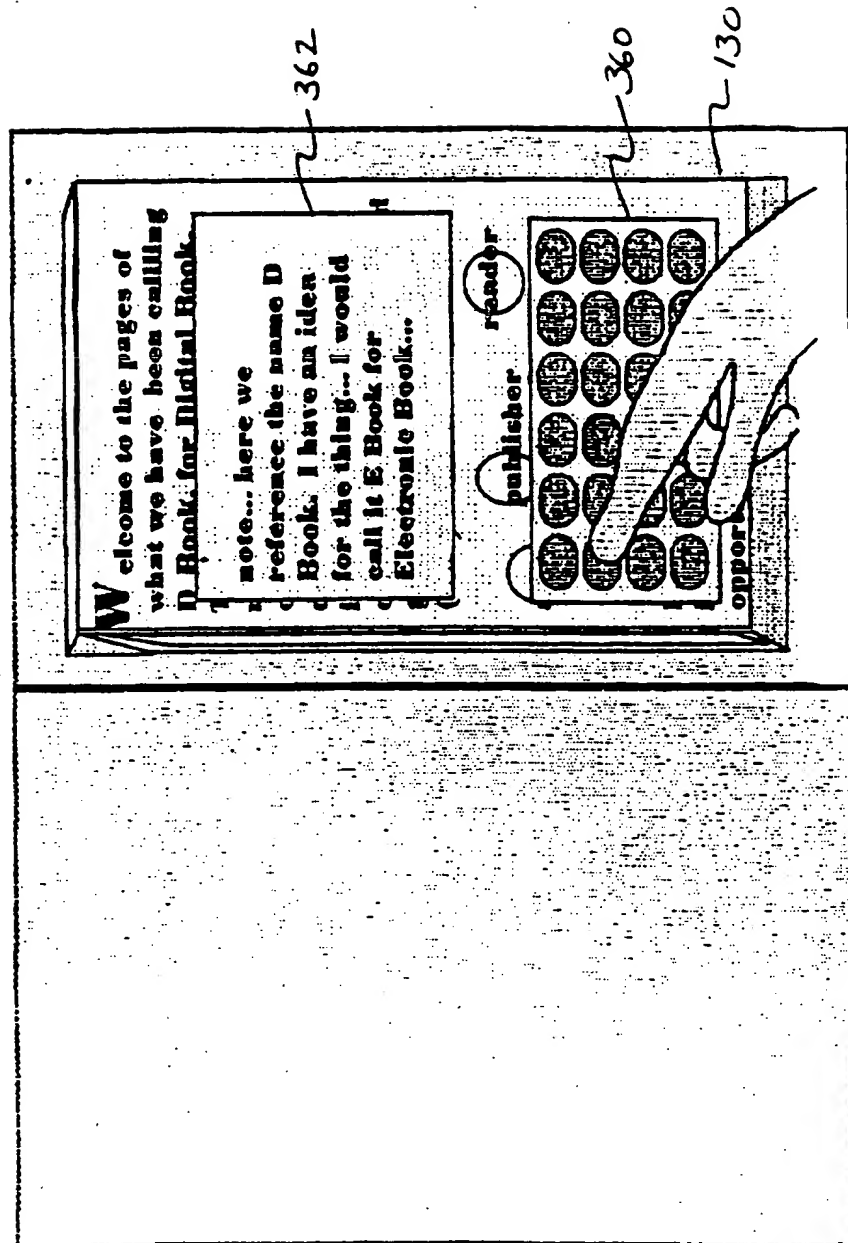 Welcome to the pages of
what we have been callling
D Book, for Digital Book.
note... here we
reference the name D
Book. I have an idea
for the thing... I would
call it E Book for
Electronic Book...
publisher
reander
oppor
362
360
130